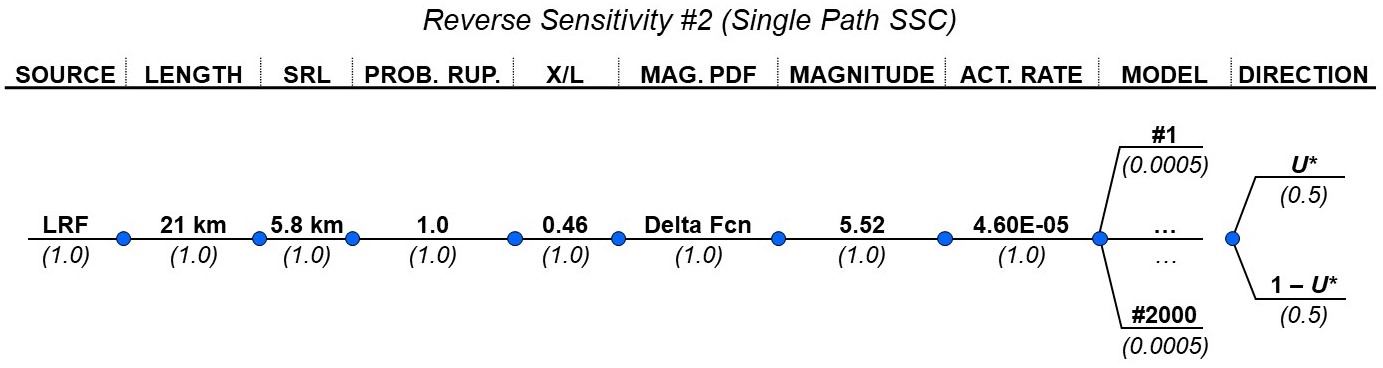 Reverse Sensitivity #2 (Single Path SSC)
SOURCE LENGTH SRL PROB. RUP. X/L MAG. PDF MAGNITUDE ACT. RATE MODEL DIRECTION
#1
(0.0005)
U*
(0.5)
LRF 21 km 5.8 km 1.0 0.46 Delta Fcn 5.52 4.60E-05 ...
(1.0) (1.0) (1.0) (1.0) (1.0) (1.0) (1.0) (1.0) ...
1 – U*
(0.5)
#2000
(0.0005)